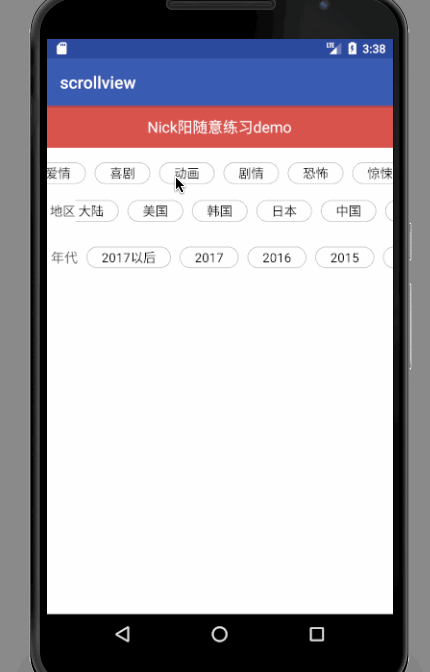 LTE 3:38
scrollview
Nick阳随意练习demo
爱情 喜剧 动画 剧情 恐怖 惊悚
地区 大陆 美国 韩国 日本 中国
年代 2017以后 2017 2016 2015